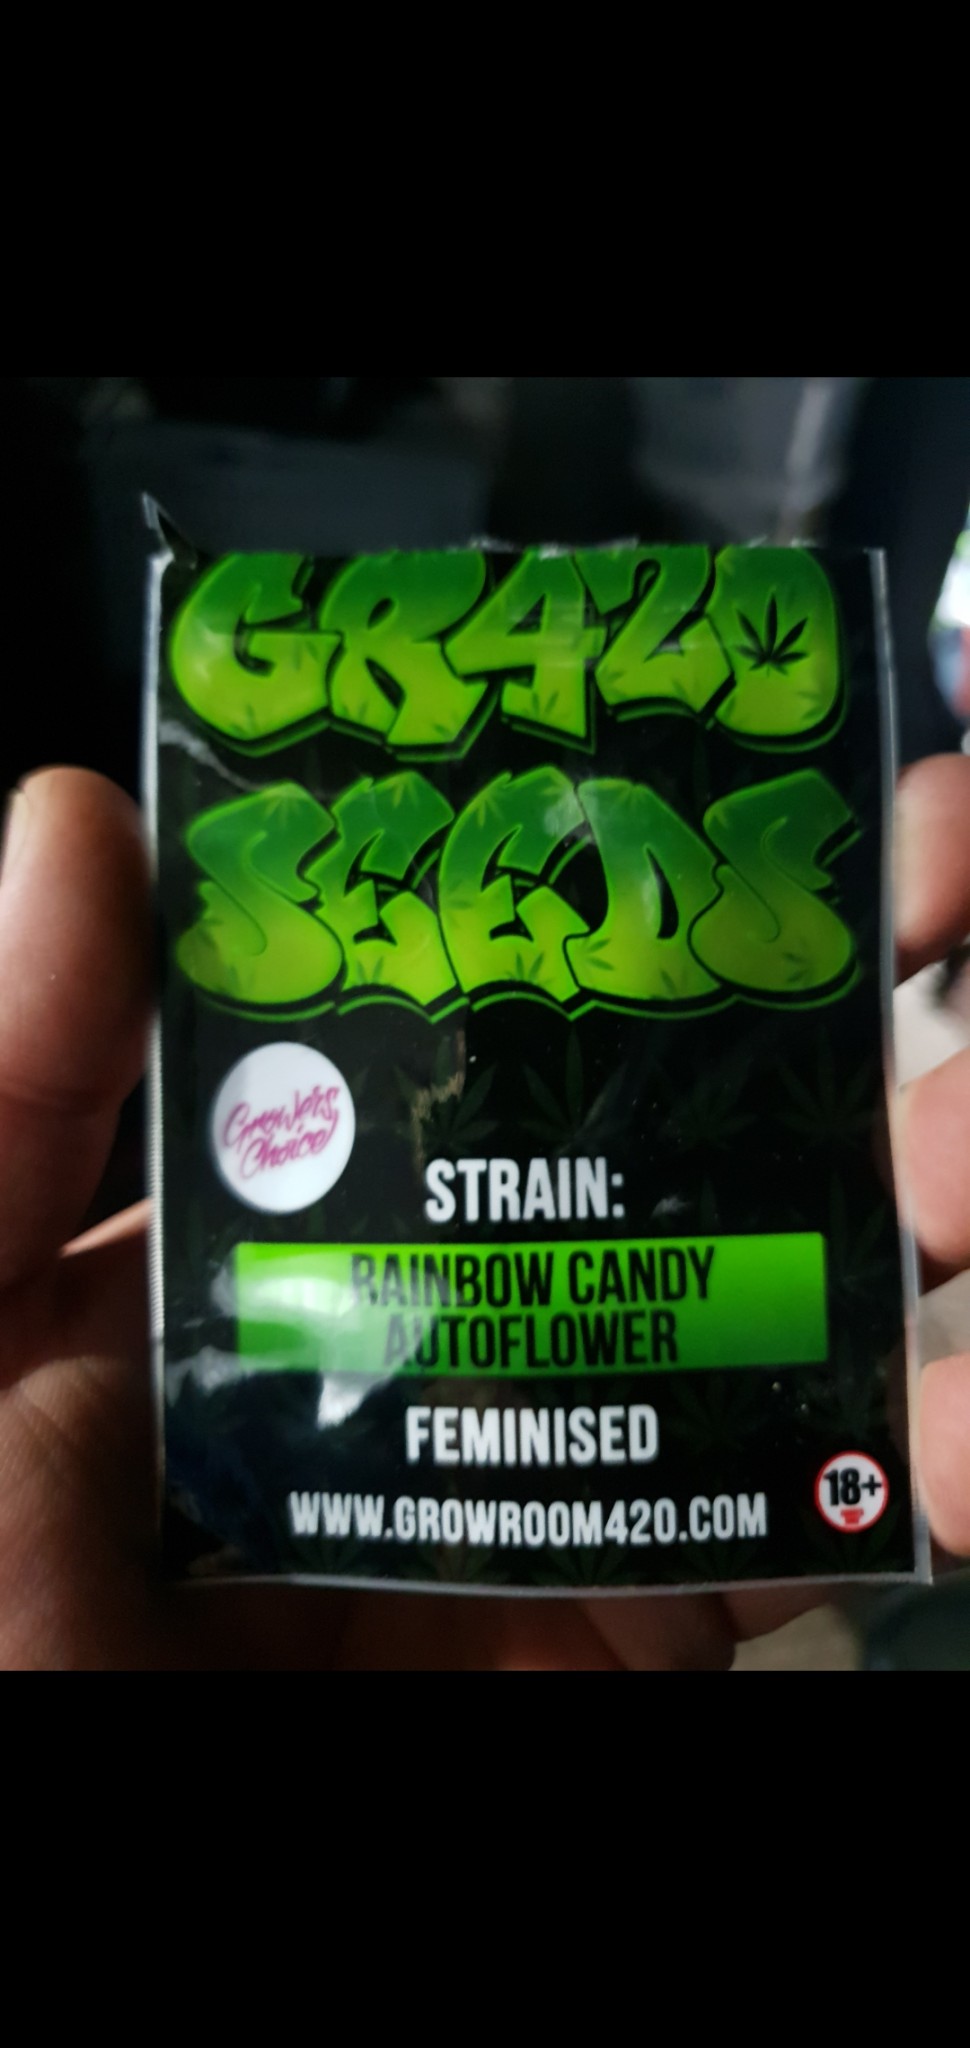 GR420
SEEDS
Growers
Choice
STRAIN:
RAINBOW CANDY
AUTOFLOWER
FEMINISED
WWW.GROWROOM420.COM
18+